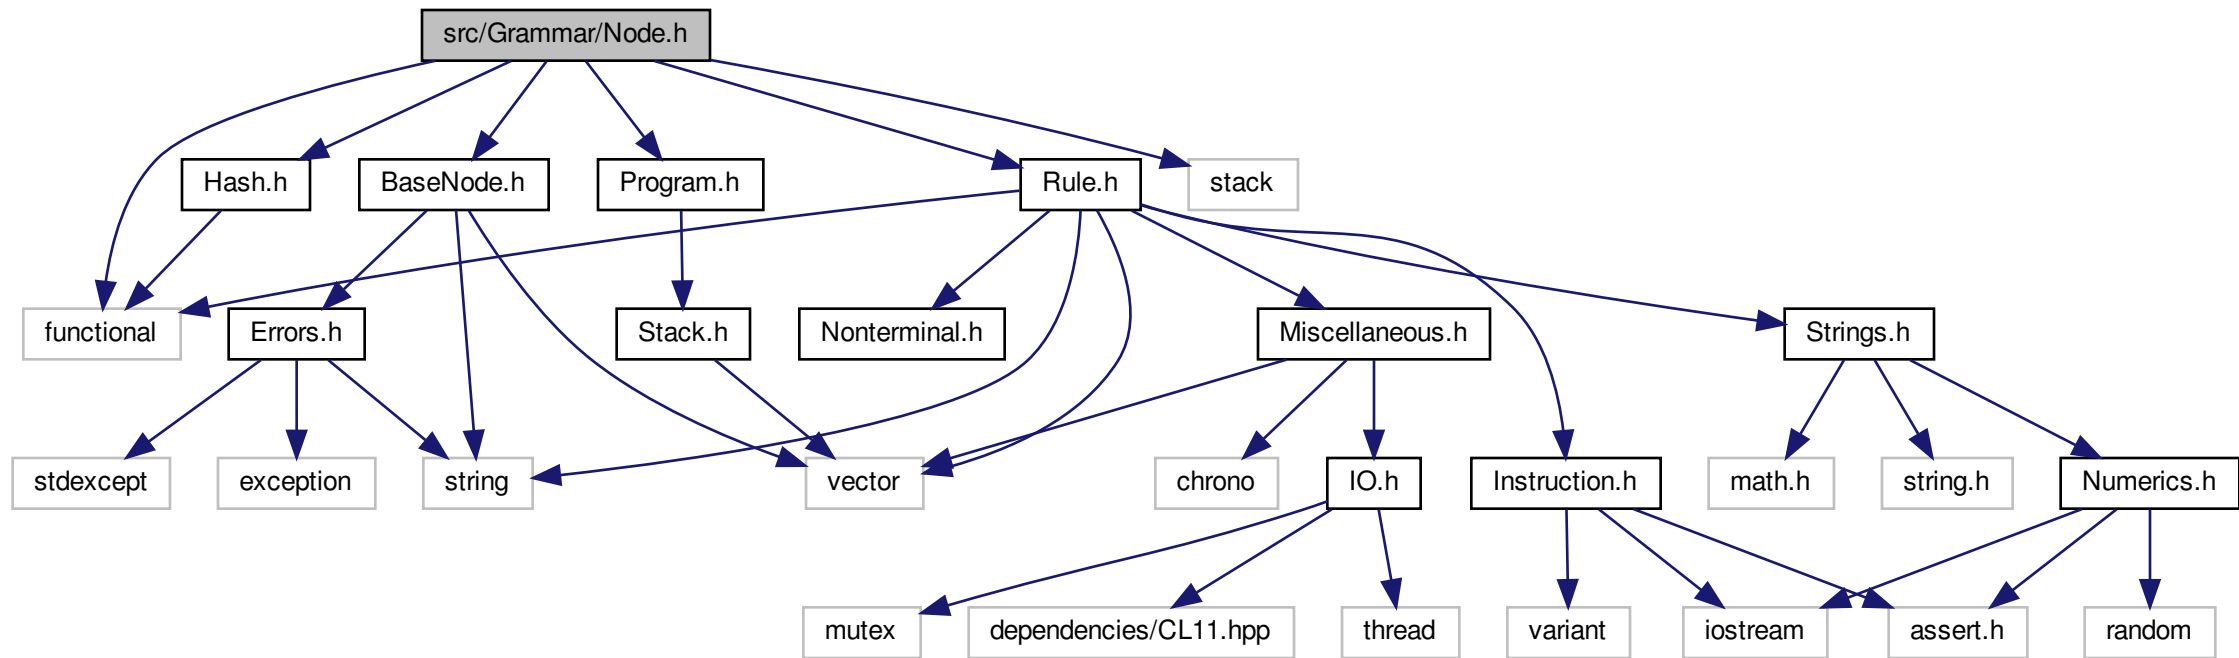 src/Grammar/Node.h
Hash.h
BaseNode.h
Program.h
Rule.h
stack
functional
Errors.h
Stack.h
Nonterminal.h
Miscellaneous.h
Strings.h
stdexcept
exception
string
vector
chrono
IO.h
Instruction.h
math.h
string.h
Numerics.h
mutex
dependencies/CL11.hpp
thread
variant
iostream
assert.h
random